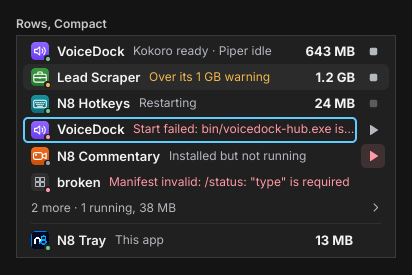 Rows, Compact
VoiceDock Kokoro ready · Piper idle 643 MB
Lead Scraper Over its 1 GB warning 1.2 GB
N8 Hotkeys Restarting 24 MB
VoiceDock Start failed: bin/voicedock-hub.exe is...
N8 Commentary Installed but not running
broken Manifest invalid: /status: "type" is required
2 more · 1 running, 38 MB
n8 N8 Tray This app 13 MB